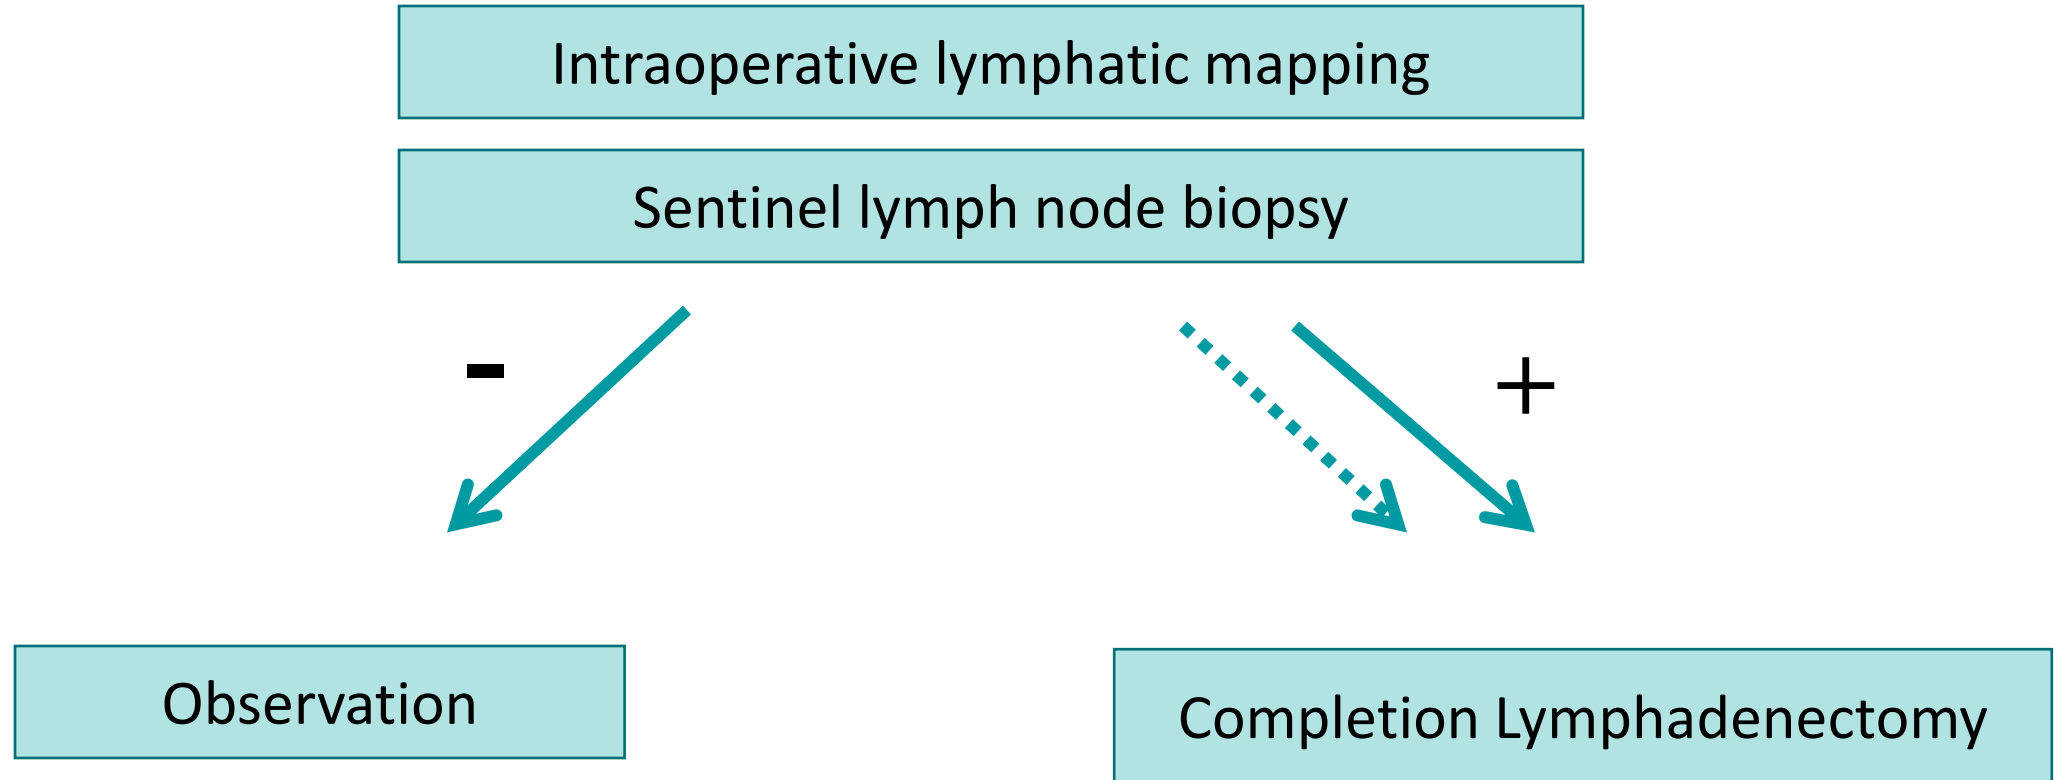 Intraoperative lymphatic mapping
Sentinel lymph node biopsy
-
+
Observation
Completion Lymphadenectomy